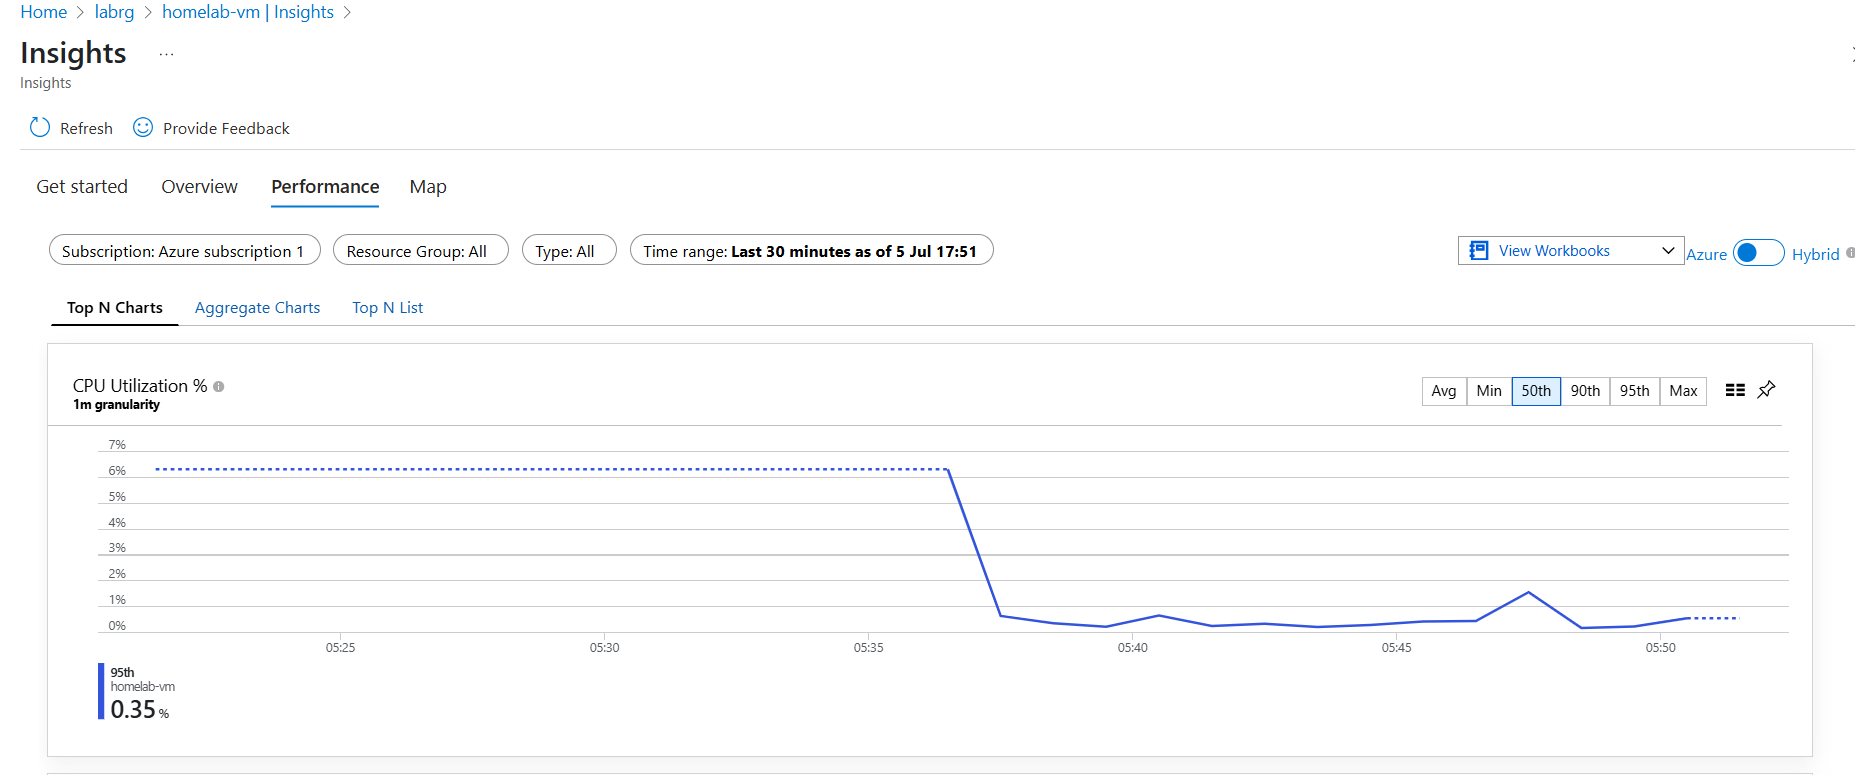 Home > labrg > homelab-vm | Insights >
Insights ...
Insights
Refresh Provide Feedback
Get started Overview Performance Map
Subscription: Azure subscription 1 Resource Group: All Type: All Time range: Last 30 minutes as of 5 Jul 17:51 View Workbooks Azure Hybrid
Top N Charts Aggregate Charts Top N List
CPU Utilization %
1m granularity
Avg Min 50th 90th 95th Max
7%
6%
5%
4%
3%
2%
1%
0%
05:25 05:30 05:35 05:40 05:45 05:50
95th
homelab-vm
0.35 %